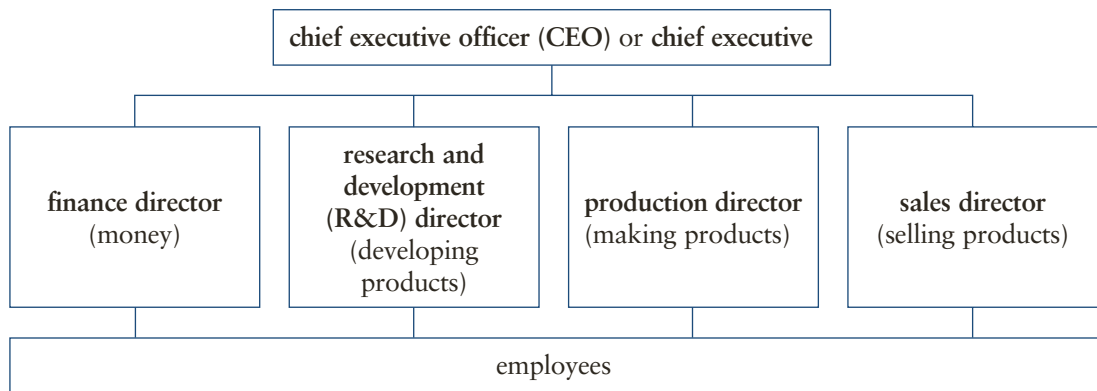 chief executive officer (CEO) or chief executive
finance director
(money)
research and
development
(R&D) director
(developing
products)
production director
(making products)
sales director
(selling products)
employees